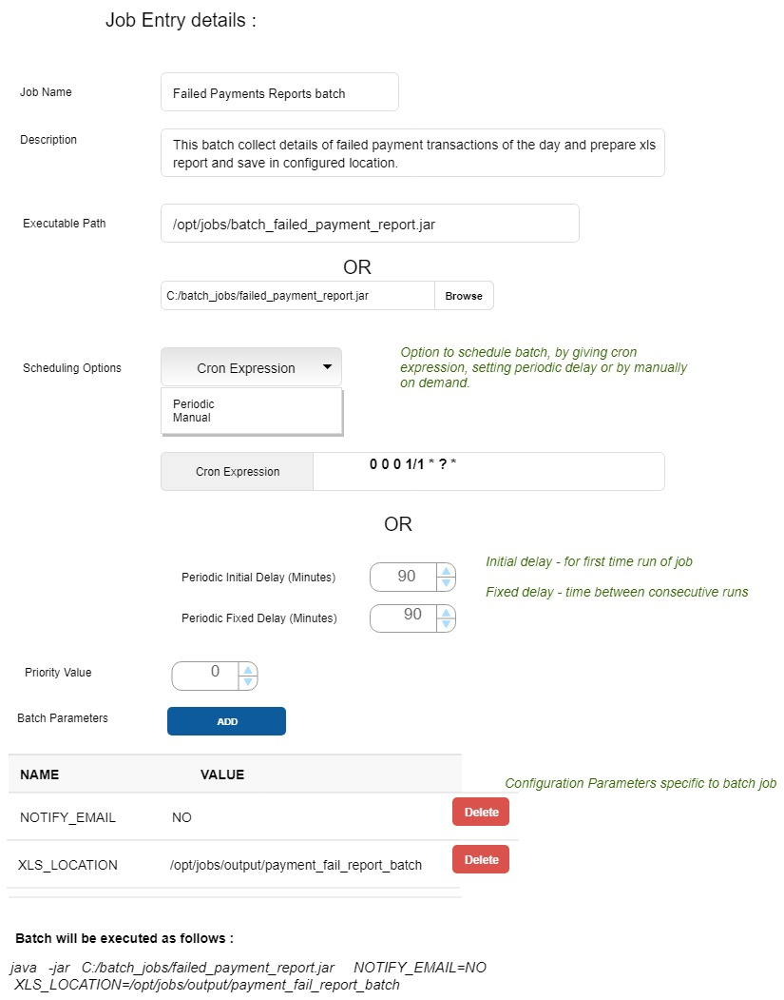 Job Entry details :
Job Name
Failed Payments Reports batch
Description
This batch collect details of failed payment transactions of the day and prepare xls
report and save in configured location.
Executable Path
/opt/jobs/batch_failed_payment_report.jar
OR
C:/batch_jobs/failed_payment_report.jar
Browse
Scheduling Options
Cron Expression
Periodic
Manual
Option to schedule batch, by giving cron
expression, setting periodic delay or by manually
on demand.
Cron Expression
0 0 0 1/1 * ? *
OR
Periodic Initial Delay (Minutes)
90
Initial delay - for first time run of job
Fixed delay - time between consecutive runs
Periodic Fixed Delay (Minutes)
90
Priority Value
0
Batch Parameters
ADD
NAME VALUE
Configuration Parameters specific to batch job
NOTIFY_EMAIL NO Delete
XLS_LOCATION /opt/jobs/output/payment_fail_report_batch Delete
Batch will be executed as follows :
java -jar C:/batch_jobs/failed_payment_report.jar NOTIFY_EMAIL=NO
XLS_LOCATION=/opt/jobs/output/payment_fail_report_batch